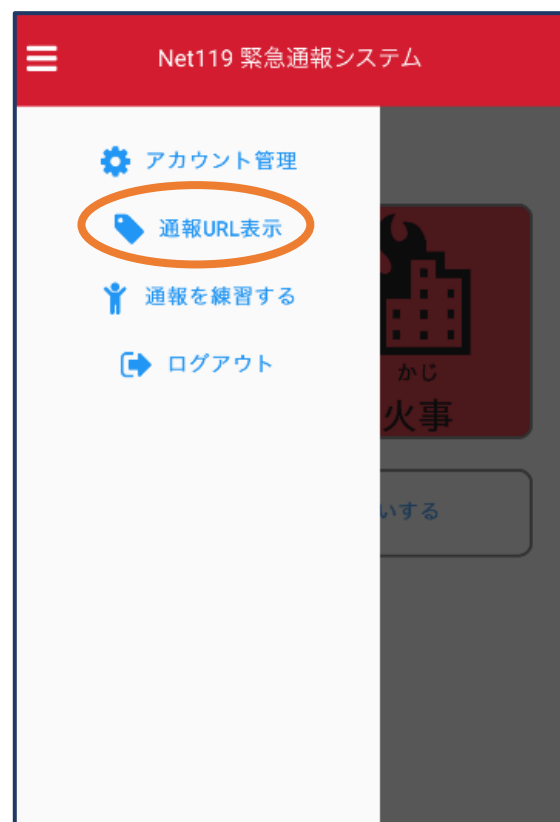 Net119 緊急通報システム
アカウント管理
通報URL表示
通報を練習する
ログアウト
かじ
火事
いする